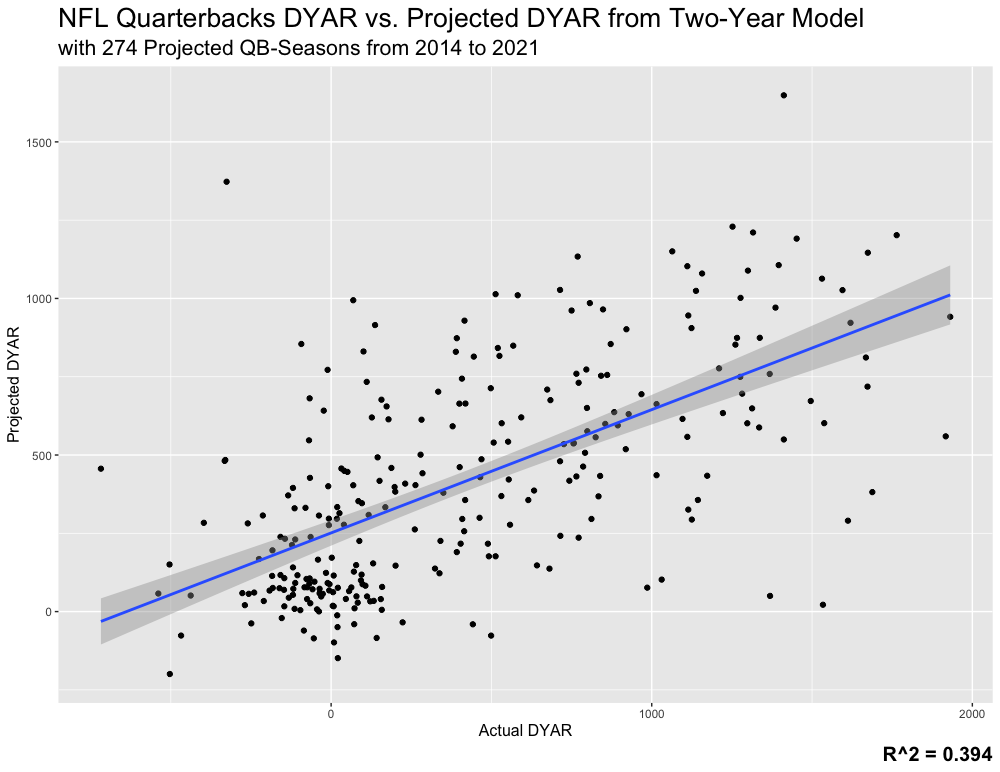 NFL Quarterbacks DYAR vs. Projected DYAR from Two-Year Model
with 274 Projected QB-Seasons from 2014 to 2021
Projected DYAR
1500
1000
500
0
0 1000 2000
Actual DYAR
R^2 = 0.394